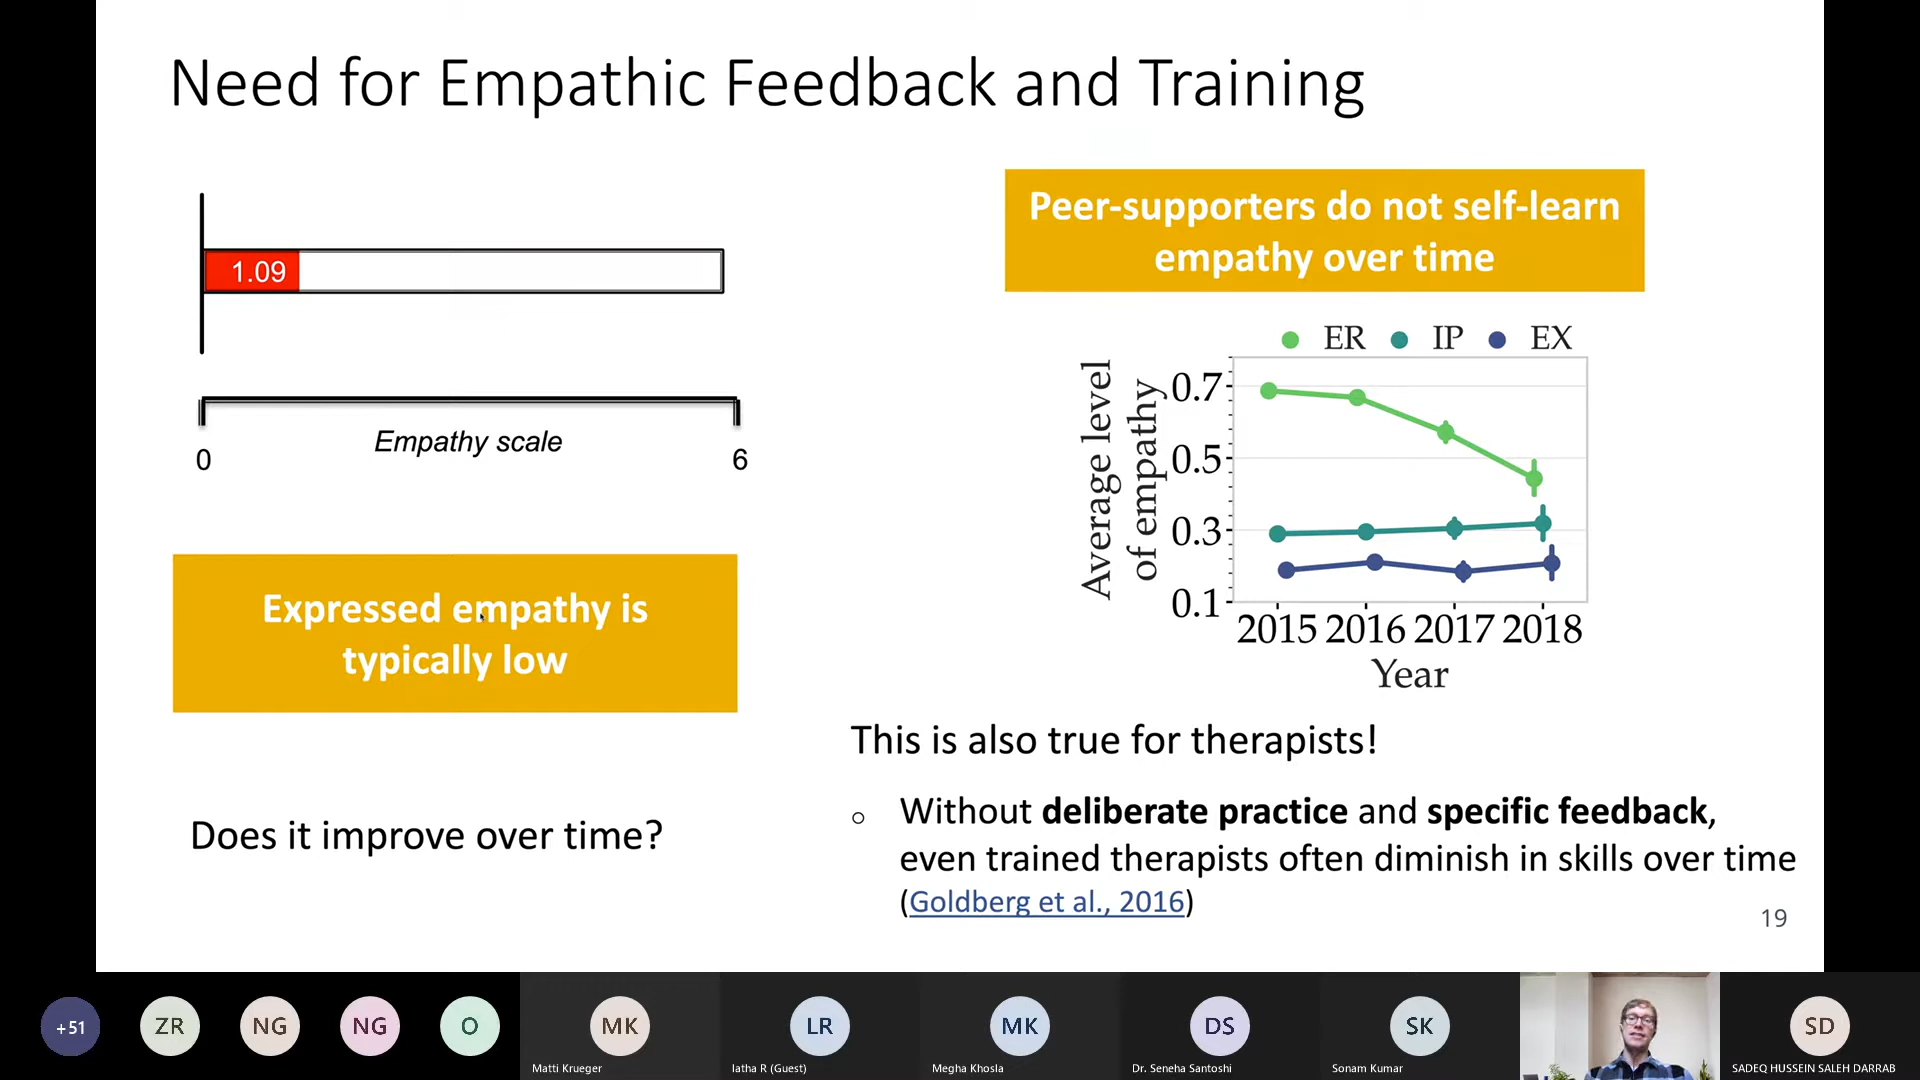 Need for Empathic Feedback and Training
1.09
Empathy scale
0
6
Expressed empathy is
typically low
Does it improve over time?
Peer-supporters do not self-learn
empathy over time
ER IP EX
Average level
of empathy
0.7
0.5
0.3
0.1
2015 2016 2017 2018
Year
This is also true for therapists!
Without deliberate practice and specific feedback,
even trained therapists often diminish in skills over time
(Goldberg et al., 2016)
19
+51
ZR
NG
NG
O
MK
Matti Krueger
LR
latha R (Guest)
MK
Megha Khosla
DS
Dr. Seneha Santoshi
SK
Sonam Kumar
SD
SADEQ HUSSEIN SALEH DARRAB